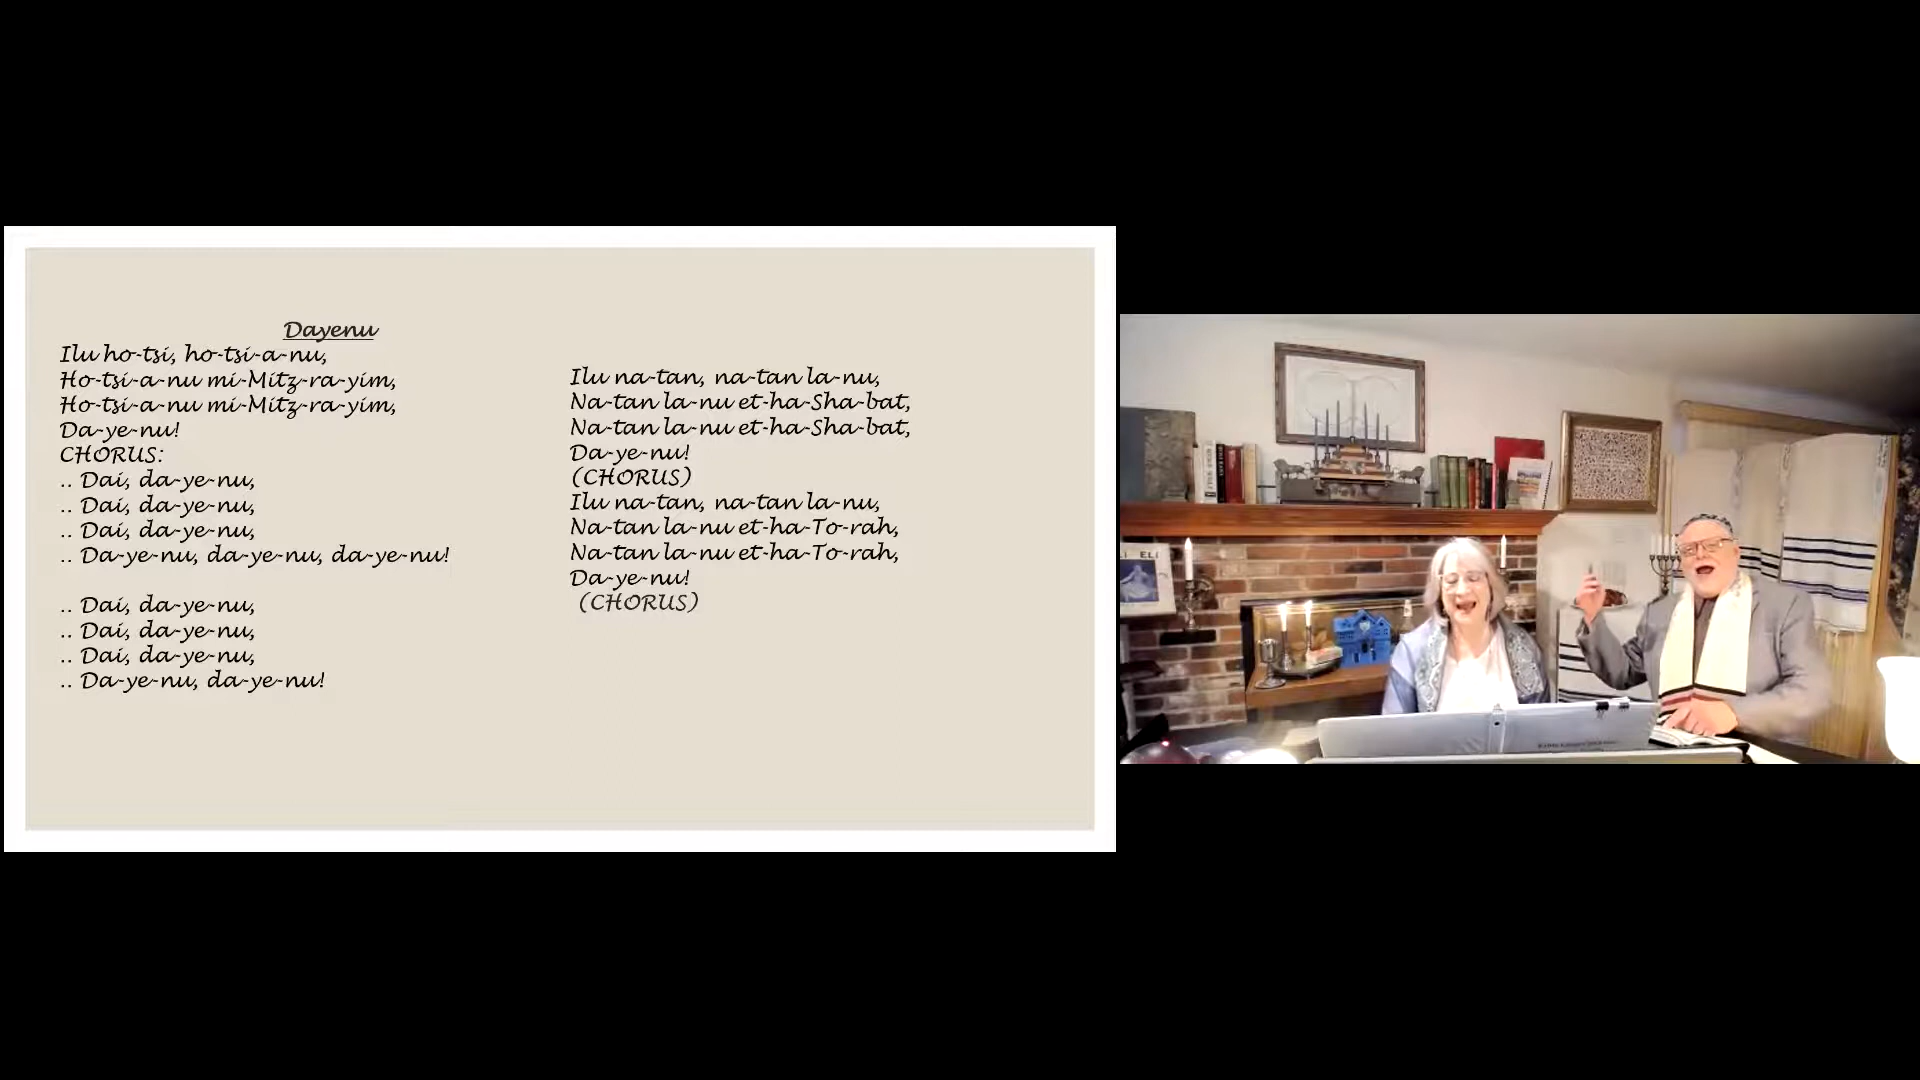 Dayenu
Ilu ho-tsi, ho-tsi-a-nu,
Ho-tsi-a-nu mi-Mitz-ra-yim,
Ho-tsi-a-nu mi-Mitz-ra-yim,
Da-ye-nu!
CHORUS:
.. Dai, da-ye-nu,
.. Dai, da-ye-nu,
.. Dai, da-ye-nu,
.. Da-ye-nu, da-ye-nu, da-ye-nu!
.. Dai, da-ye-nu,
.. Dai, da-ye-nu,
.. Dai, da-ye-nu,
.. Da-ye-nu, da-ye-nu!
Ilu na-tan, na-tan la-nu,
Na-tan la-nu et-ha-Sha-bat,
Na-tan la-nu et-ha-Sha-bat,
Da-ye-nu!
(CHORUS)
Ilu na-tan, na-tan la-nu,
Na-tan la-nu et-ha-To-rah,
Na-tan la-nu et-ha-To-rah,
Da-ye-nu!
(CHORUS)
ELI